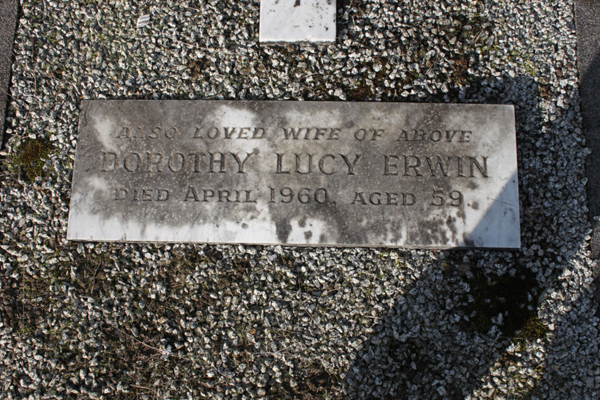 ALSO LOVED WIFE OF ABOVE
DOROTHY LUCY ERWIN
DIED APRIL 1960, AGED 59.